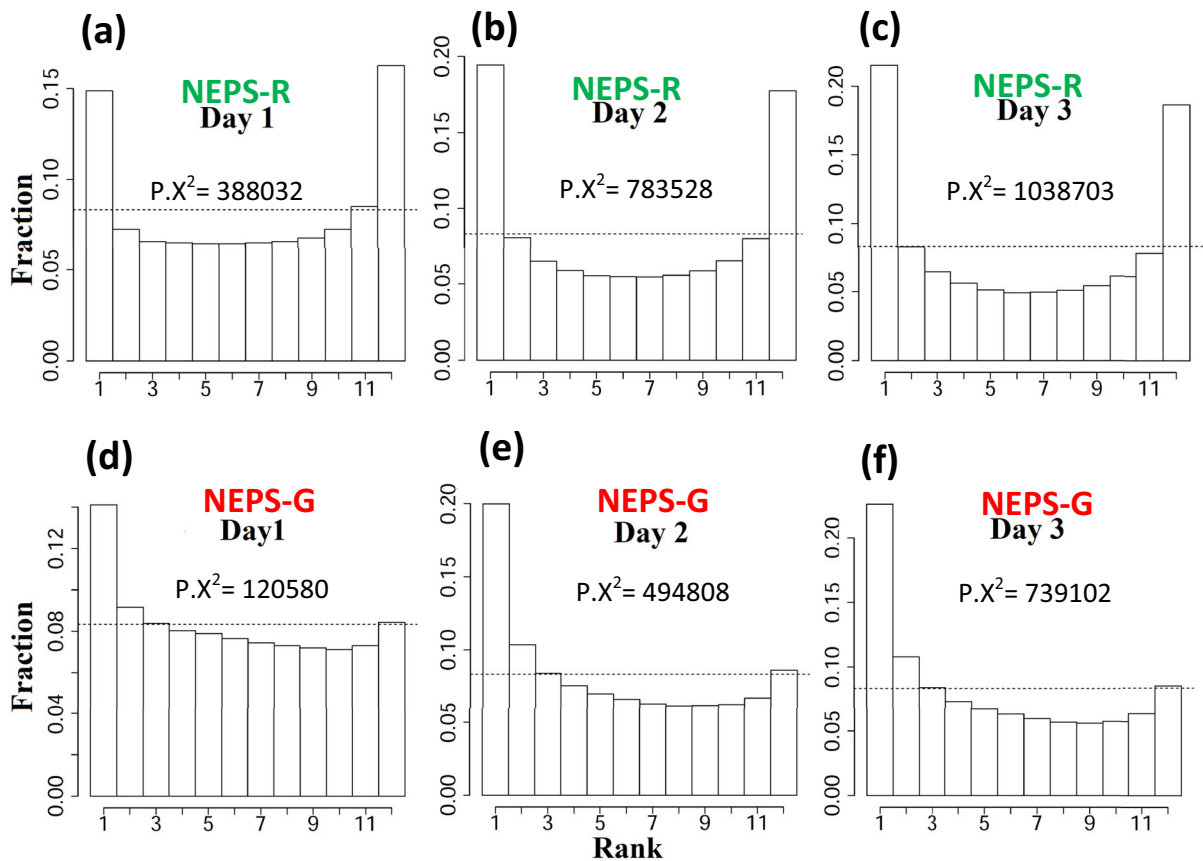 (a)
NEPS-R
Day 1
P.X²= 388032
Fraction
0.00 0.05 0.10 0.15
1 3 5 7 9 11
(b)
NEPS-R
Day 2
P.X²= 783528
0.00 0.05 0.10 0.15 0.20
1 3 5 7 9 11
(c)
NEPS-R
Day 3
P.X²= 1038703
0.00 0.05 0.10 0.15 0.20
1 3 5 7 9 11
(d)
NEPS-G
Day1
P.X²= 120580
Fraction
0.00 0.04 0.08 0.12
1 3 5 7 9 11
(e)
NEPS-G
Day 2
P.X²= 494808
0.00 0.05 0.10 0.15 0.20
1 3 5 7 9 11
Rank
(f)
NEPS-G
Day 3
P.X²= 739102
0.00 0.05 0.10 0.15 0.20
1 3 5 7 9 11